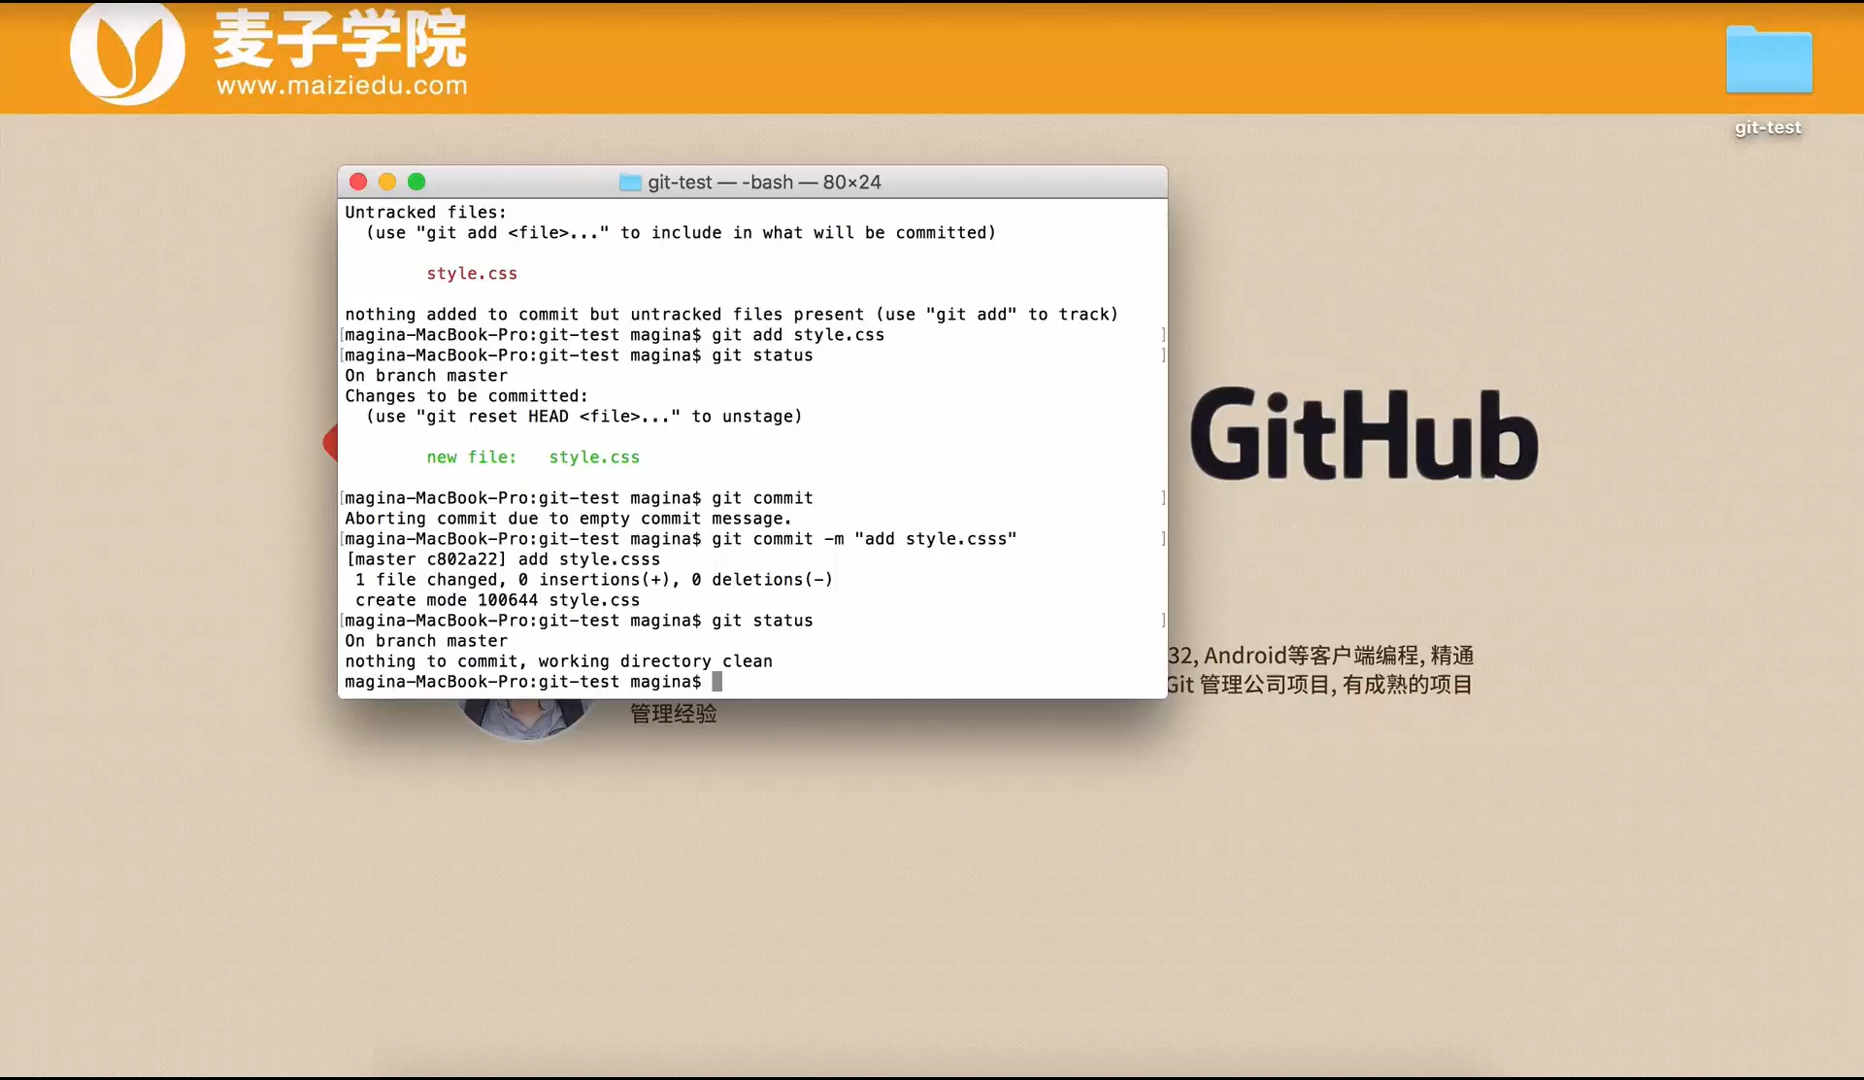 麦子学院
www.maiziedu.com
git-test
git-test — -bash — 80×24
Untracked files:
(use "git add <file>..." to include in what will be committed)
style.css
nothing added to commit but untracked files present (use "git add" to track)
[magina-MacBook-Pro:git-test magina$ git add style.css ]
[magina-MacBook-Pro:git-test magina$ git status ]
On branch master
Changes to be committed:
(use "git reset HEAD <file>..." to unstage)
new file:   style.css
[magina-MacBook-Pro:git-test magina$ git commit ]
Aborting commit due to empty commit message.
[magina-MacBook-Pro:git-test magina$ git commit -m "add style.csss" ]
[master c802a22] add style.csss
1 file changed, 0 insertions(+), 0 deletions(-)
create mode 100644 style.css
[magina-MacBook-Pro:git-test magina$ git status ]
On branch master
nothing to commit, working directory clean
magina-MacBook-Pro:git-test magina$
GitHub
32, Android等客户端编程, 精通
Git 管理公司项目, 有成熟的项目
管理经验